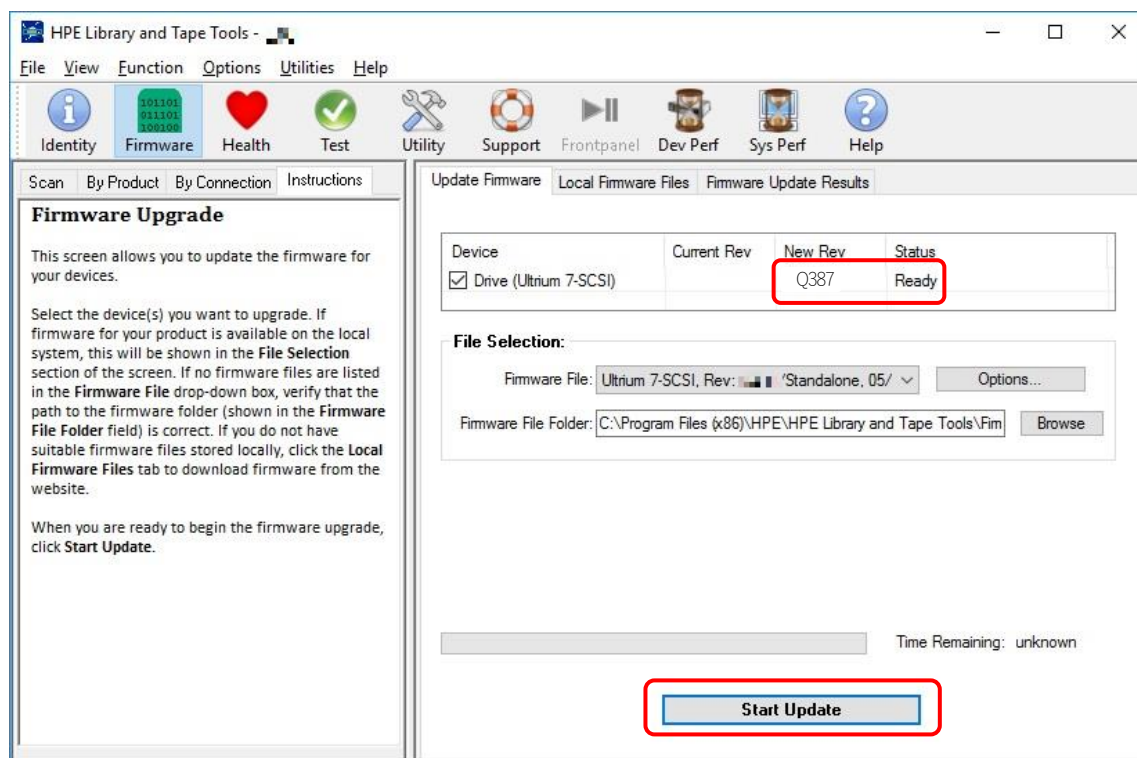 HPE Library and Tape Tools -
File View Function Options Utilities Help
101101
011101
100100
Identity Firmware Health Test Utility Support Frontpanel Dev Perf Sys Perf Help
Scan By Product By Connection Instructions
Firmware Upgrade
This screen allows you to update the firmware for
your devices.
Select the device(s) you want to upgrade. If
firmware for your product is available on the local
system, this will be shown in the File Selection
section of the screen. If no firmware files are listed
in the Firmware File drop-down box, verify that the
path to the firmware folder (shown in the Firmware
File Folder field) is correct. If you do not have
suitable firmware files stored locally, click the Local
Firmware Files tab to download firmware from the
website.
When you are ready to begin the firmware upgrade,
click Start Update.
Update Firmware Local Firmware Files Firmware Update Results
Device Current Rev New Rev Status
Drive (Ultrium 7-SCSI) Q387 Ready
File Selection:
Firmware File: Ultrium 7-SCSI, Rev: /Standalone, 05/ Options...
Firmware File Folder: C:\Program Files (x86)\HPE\HPE Library and Tape Tools\Firn Browse
Time Remaining: unknown
Start Update